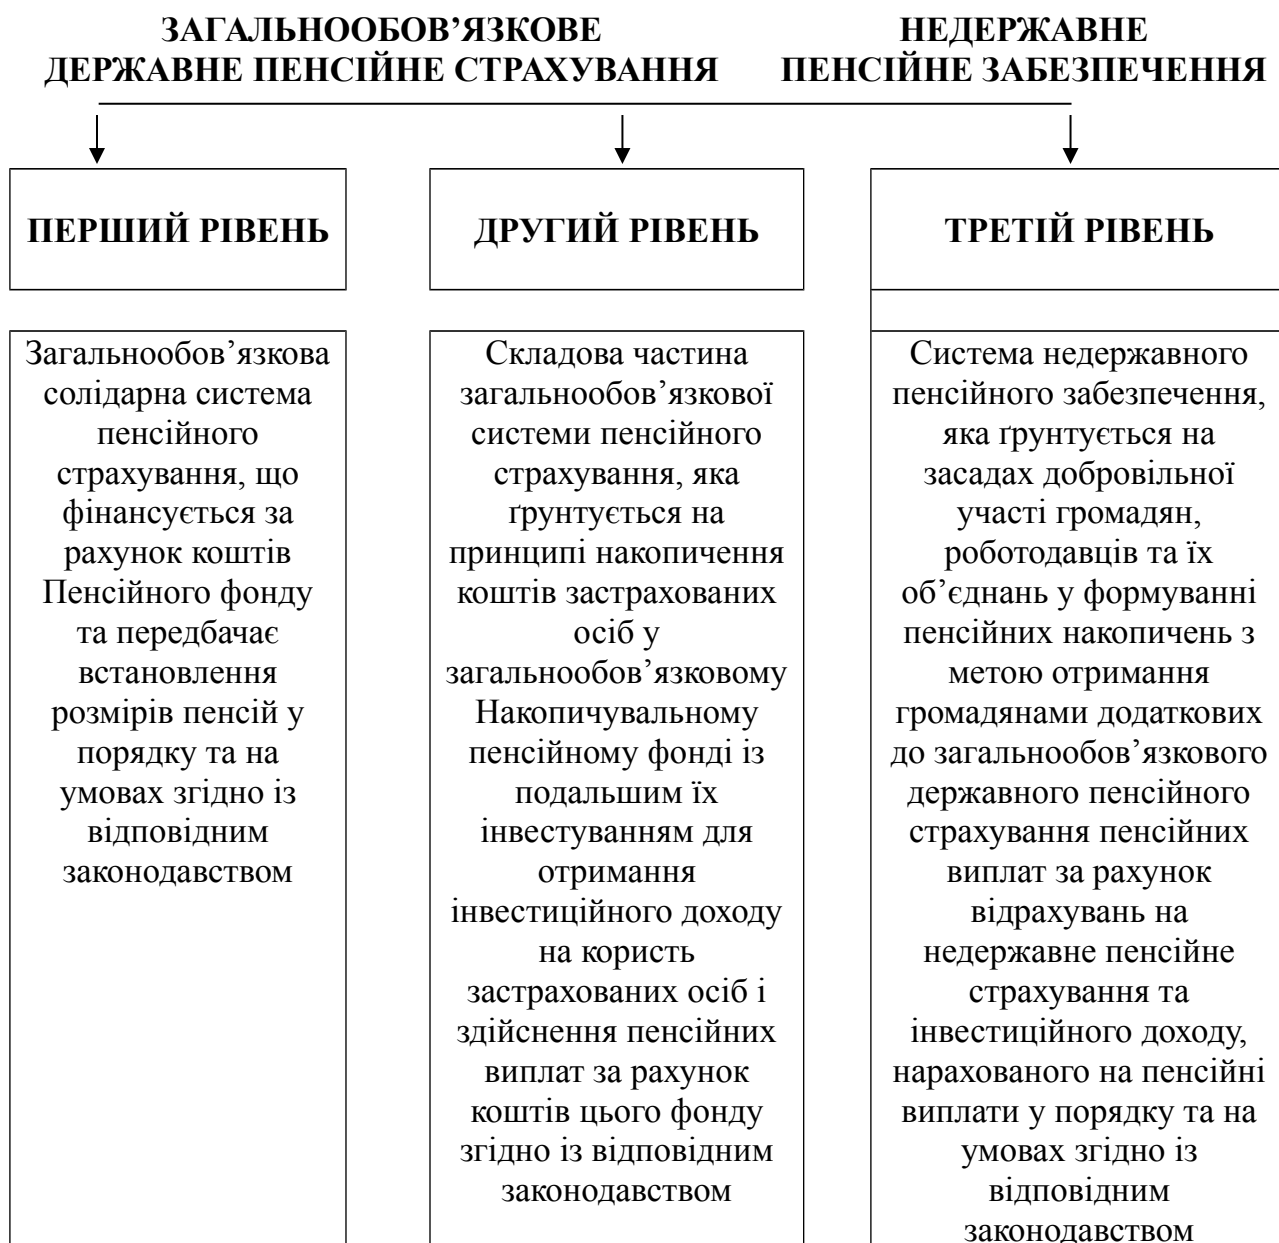 ЗАГАЛЬНООБОВ’ЯЗКОВЕ
ДЕРЖАВНЕ ПЕНСІЙНЕ СТРАХУВАННЯ
НЕДЕРЖАВНЕ
ПЕНСІЙНЕ ЗАБЕЗПЕЧЕННЯ
ПЕРШИЙ РІВЕНЬ
ДРУГИЙ РІВЕНЬ
ТРЕТІЙ РІВЕНЬ
Загальнообов’язкова
солідарна система
пенсійного
страхування, що
фінансується за
рахунок коштів
Пенсійного фонду
та передбачає
встановлення
розмірів пенсій у
порядку та на
умовах згідно із
відповідним
законодавством
Складова частина
загальнообов’язкової
системи пенсійного
страхування, яка
ґрунтується на
принципі накопичення
коштів застрахованих
осіб у
загальнообов’язковому
Накопичувальному
пенсійному фонді із
подальшим їх
інвестуванням для
отримання
інвестиційного доходу
на користь
застрахованих осіб і
здійснення пенсійних
виплат за рахунок
коштів цього фонду
згідно із відповідним
законодавством
Система недержавного
пенсійного забезпечення,
яка ґрунтується на
засадах добровільної
участі громадян,
роботодавців та їх
об’єднань у формуванні
пенсійних накопичень з
метою отримання
громадянами додаткових
до загальнообов’язкового
державного пенсійного
страхування пенсійних
виплат за рахунок
відрахувань на
недержавне пенсійне
страхування та
інвестиційного доходу,
нарахованого на пенсійні
виплати у порядку та на
умовах згідно із
відповідним
законодавством